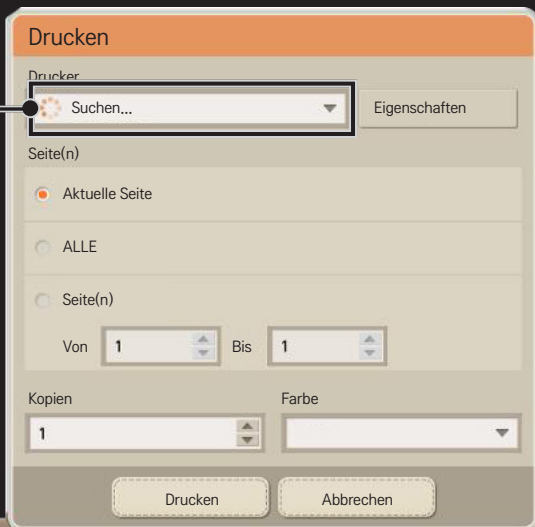 Drucken
Drucker
Suchen...
Eigenschaften
Seite(n)
Aktuelle Seite
ALLE
Seite(n)
Von 1 Bis 1
Kopien Farbe
1
Drucken Abbrechen